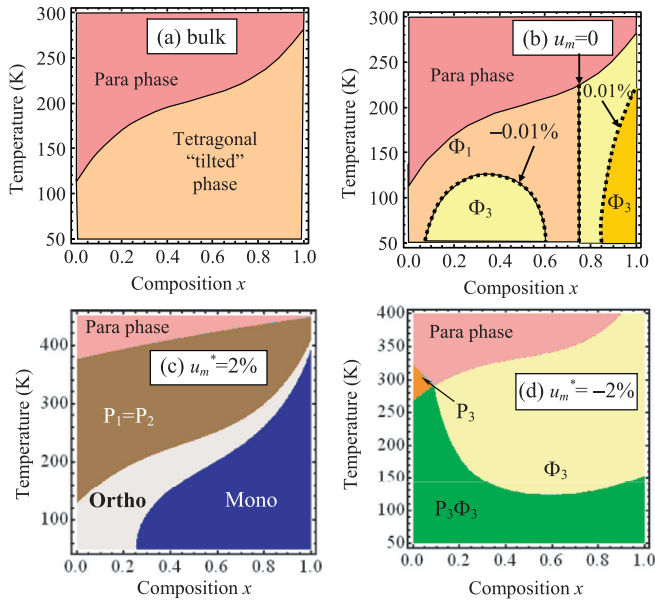 (a) bulk
Para phase
Tetragonal
“tilted”
phase
Temperature (K)
300
250
200
150
100
50
0.0 0.2 0.4 0.6 0.8 1.0
Composition x
(b) uₘ=0
Para phase
0.01%
−0.01%
Φ₁
Φ₃
Φ₃
Temperature (K)
300
250
200
150
100
50
0.0 0.2 0.4 0.6 0.8 1.0
Composition x
Para phase
(c) uₘ*=2%
P₁=P₂
Ortho
Mono
Temperature (K)
400
300
200
100
0.0 0.2 0.4 0.6 0.8 1.0
Composition x
Para phase
(d) uₘ*= −2%
P₃
Φ₃
P₃Φ₃
Temperature (K)
400
350
300
250
200
150
100
50
0.0 0.2 0.4 0.6 0.8 1.0
Composition x